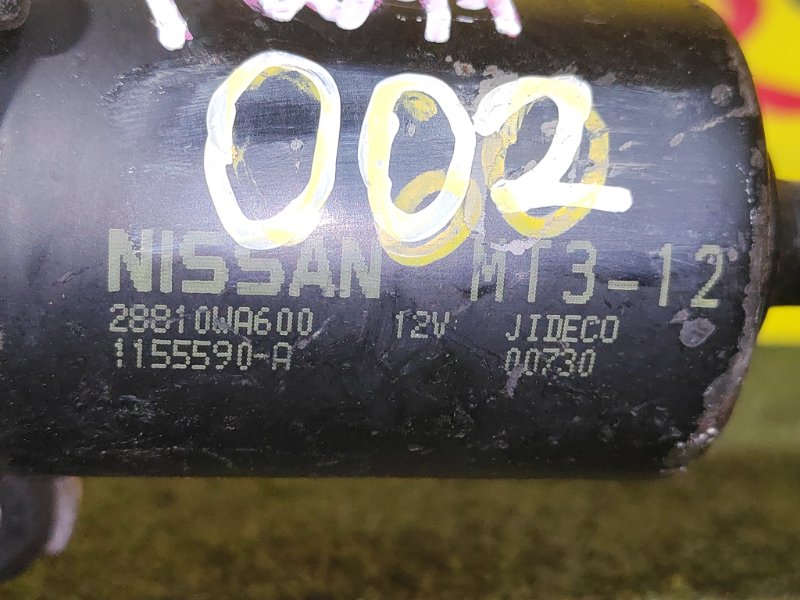 002
NISSAN MT3-12
28810WA600 12V JIDECO
1155590-A 00730